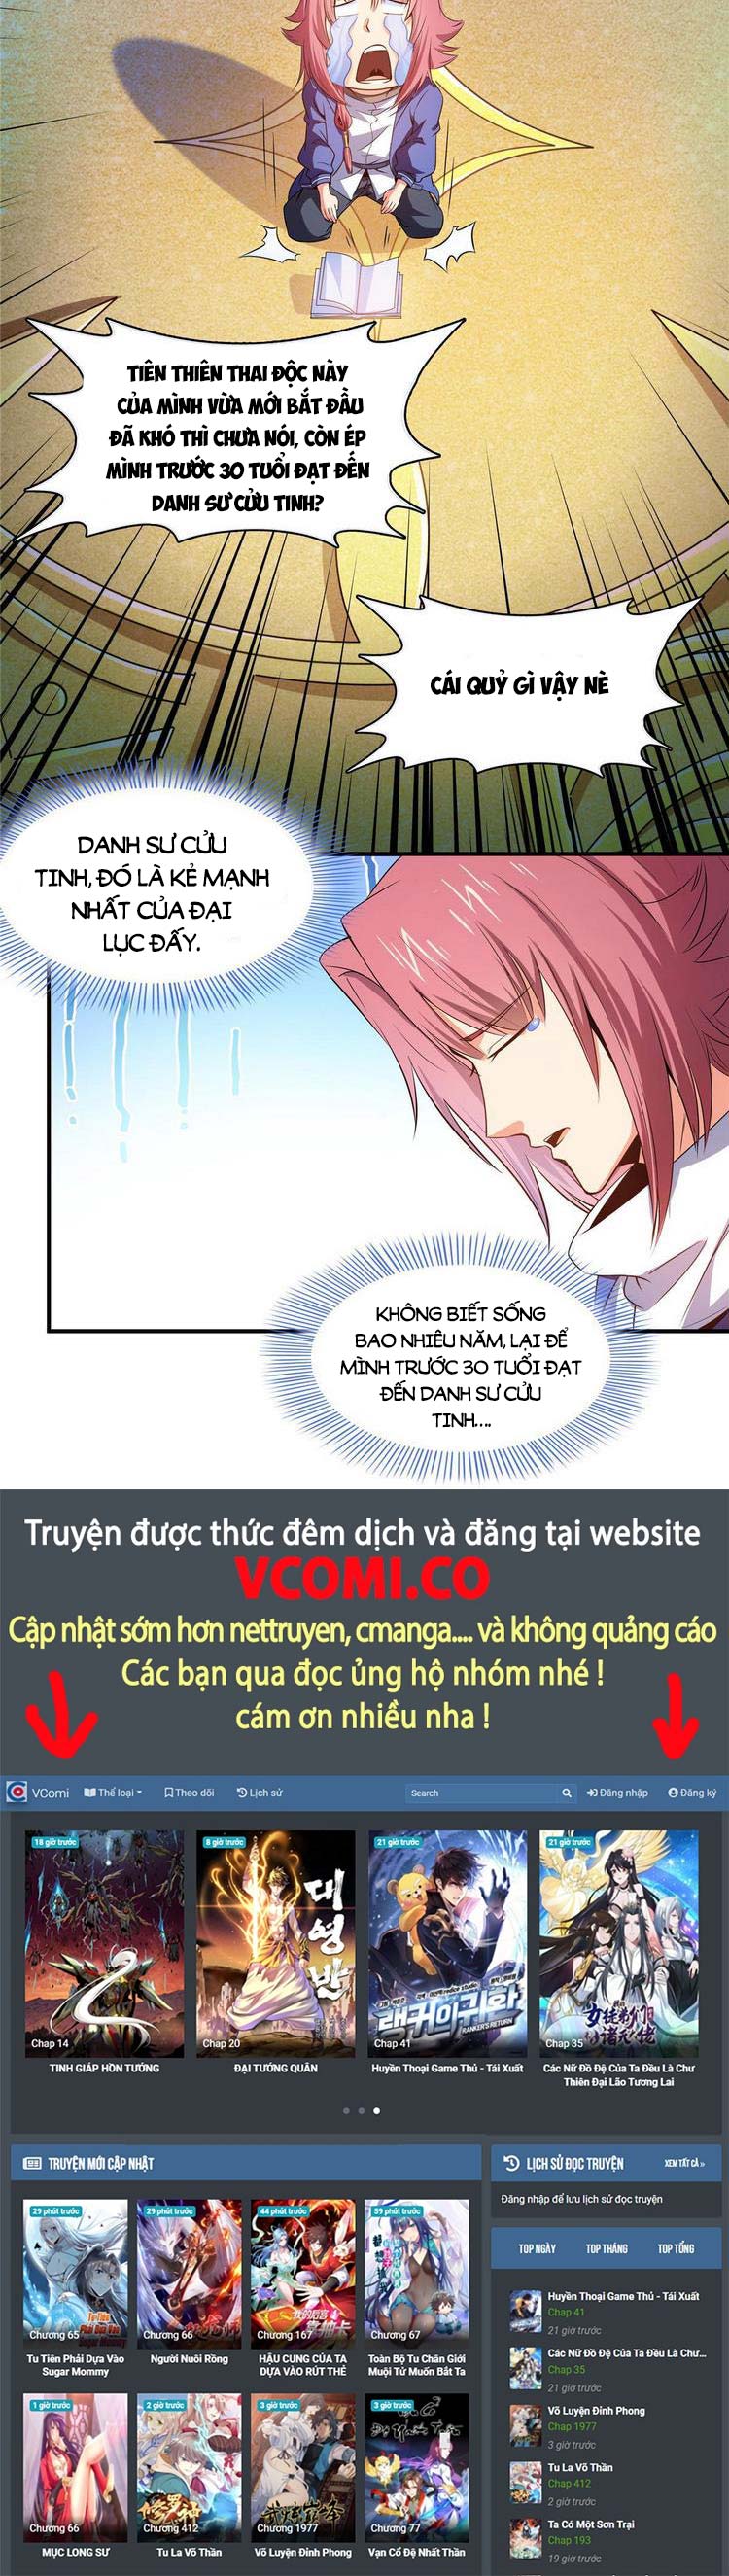 TIÊN THIÊN THAI ĐỘC NÀY
CỦA MÌNH VỪA MỚI BẮT ĐẦU
ĐÃ KHÓ THÌ CHƯA NÓI, CÒN ÉP
MÌNH TRƯỚC 30 TUỔI ĐẠT ĐẾN
DANH SƯ CỬU TINH?
CÁI QUỶ GÌ VẬY NÈ
DANH SƯ CỬU
TINH, ĐÓ LÀ KẺ MẠNH
NHẤT CỦA ĐẠI
LỤC ĐẤY.
KHÔNG BIẾT SỐNG
BAO NHIÊU NĂM, LẠI ĐỂ
MÌNH TRƯỚC 30 TUỔI ĐẠT
ĐẾN DANH SƯ CỬU
TINH....
Truyện được thức đêm dịch và đăng tại website
VCOMI.CO
Cập nhật sớm hơn nettruyen, cmanga.... và không quảng cáo
Các bạn qua đọc ủng hộ nhóm nhé !
cám ơn nhiều nha !
VComi Thể loại Theo dõi Lịch sử Search Đăng nhập Đăng ký
18 giờ trước 8 giờ trước 21 giờ trước 21 giờ trước
대영반
랭커의 귀환
RANKER'S RETURN
Chap 14 Chap 20 Chap 41 Chap 35
TINH GIÁP HỒN TƯỚNG ĐẠI TƯỚNG QUÂN Huyền Thoại Game Thủ - Tái Xuất Các Nữ Đồ Đệ Của Ta Đều Là Chư
Thiên Đại Lão Tương Lai
TRUYỆN MỚI CẬP NHẬT
LỊCH SỬ ĐỌC TRUYỆN XEM TẤT CẢ »
Đăng nhập để lưu lịch sử đọc truyện
29 phút trước 29 phút trước 44 phút trước 59 phút trước
Chương 65 Chương 66 Chương 167 Chương 67
Tu Tiên Phải Dựa Vào
Sugar Mommy
Người Nuôi Rồng
HẬU CUNG CỦA TA
DỰA VÀO RÚT THẺ
Toàn Bộ Tu Chân Giới
Muội Tử Muốn Bắt Ta
1 giờ trước 2 giờ trước 3 giờ trước 3 giờ trước
Chương 66 Chương 412 Chương 1977 Chương 77
MỤC LONG SƯ Tu La Võ Thần Võ Luyện Đỉnh Phong Vạn Cổ Đệ Nhất Thần
TOP NGÀY TOP THÁNG TOP TỔNG
Huyền Thoại Game Thủ - Tái Xuất
Chap 41
21 giờ trước
Các Nữ Đồ Đệ Của Ta Đều Là Chư...
Chap 35
21 giờ trước
Võ Luyện Đỉnh Phong
Chap 1977
3 giờ trước
Tu La Võ Thần
Chap 412
2 giờ trước
Ta Có Một Sơn Trại
Chap 193
19 giờ trước